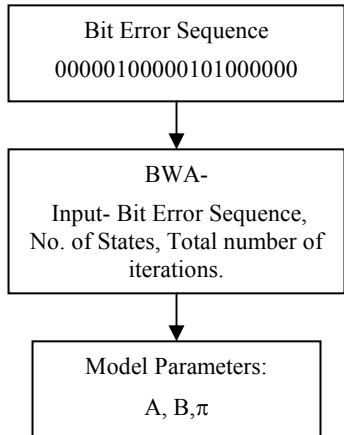 Bit Error Sequence
00000100000101000000
BWA-
Input- Bit Error Sequence,
No. of States, Total number of
iterations.
Model Parameters:
A, B,π